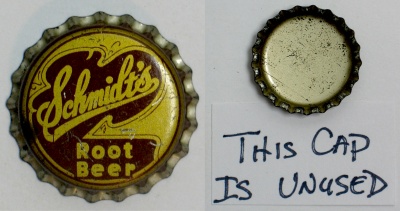 Schmidt's
Root
Beer
THIS CAP
IS UNUSED